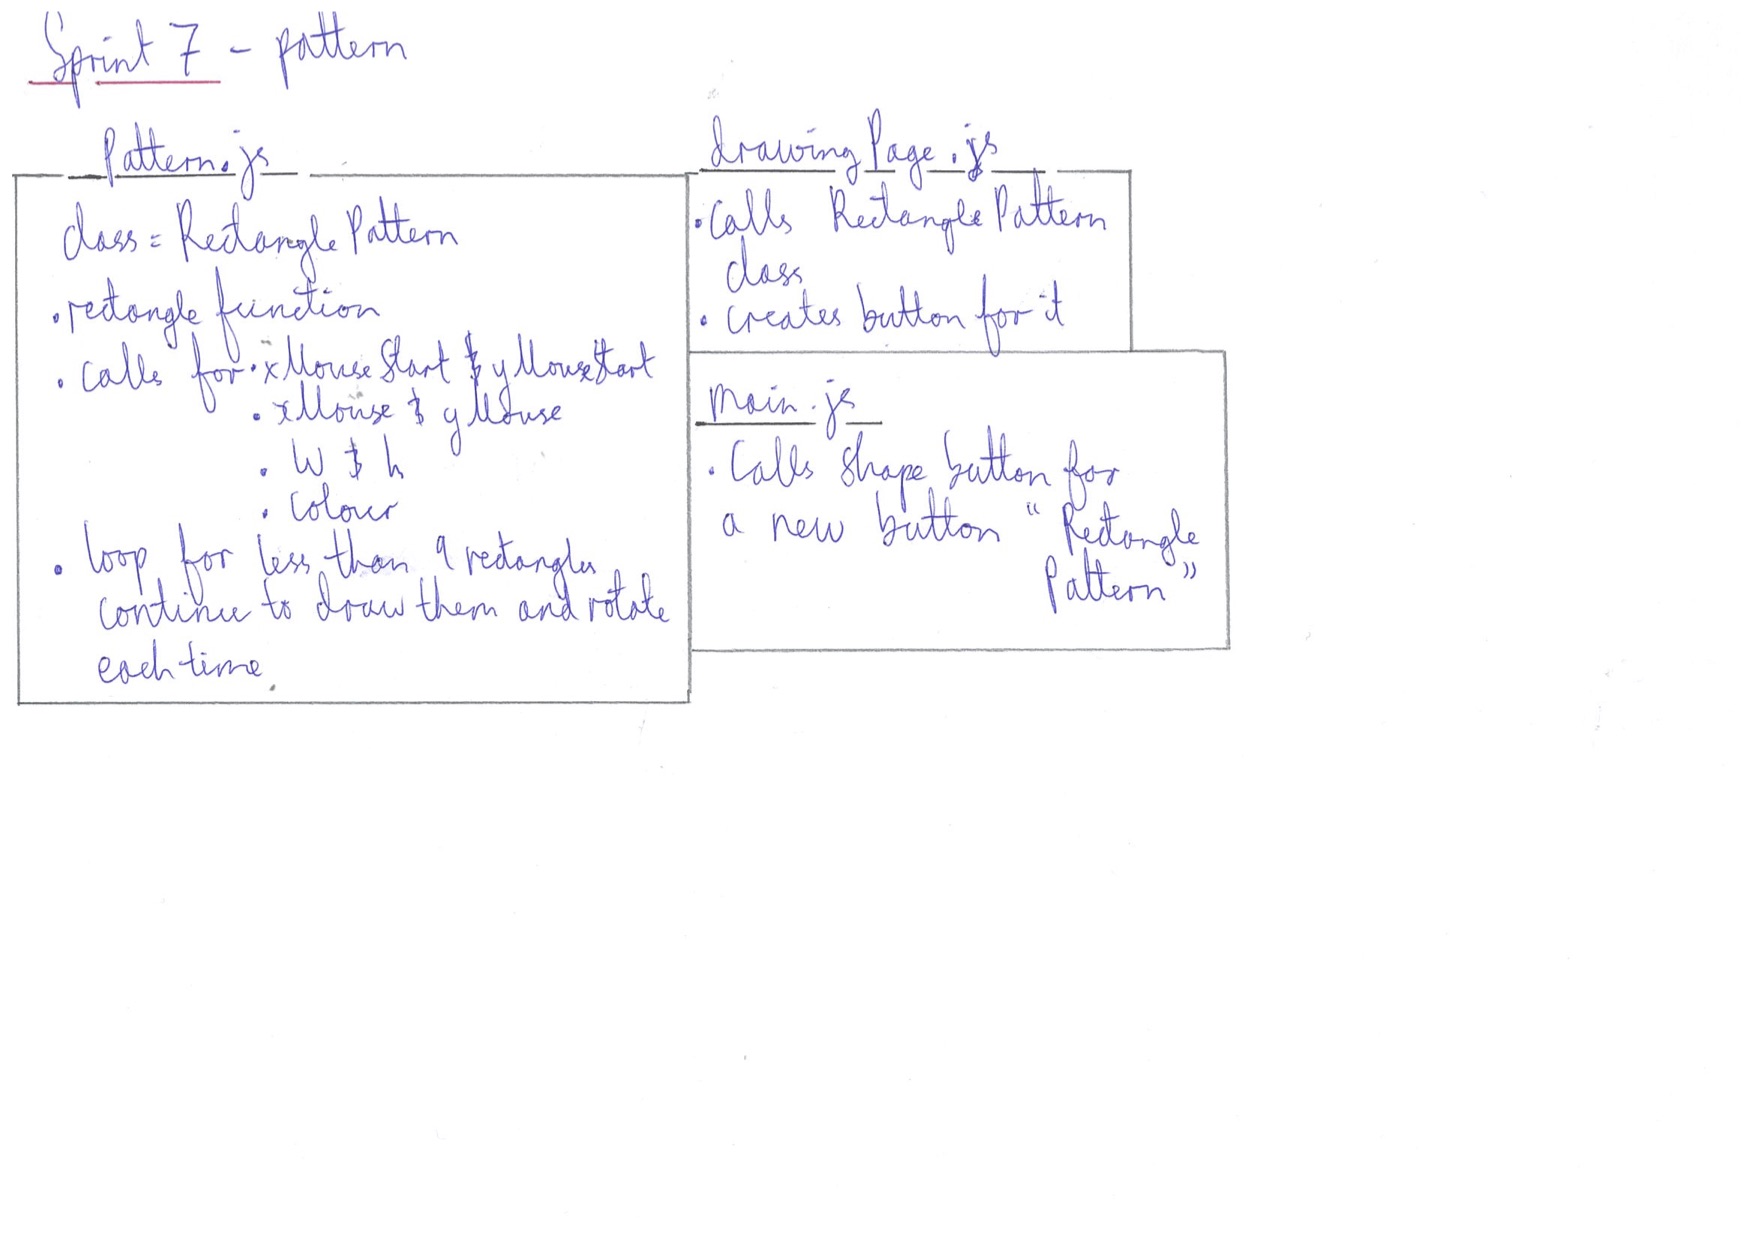 Sprint 7 - pattern
Pattern.js
class = Rectangle Pattern
• rectangle function
• calls for • xMouseStart & yMouseStart
• xMouse & yMouse
• W & h
• colour
• loop for less than 9 rectangles
continue to draw them and rotate
each time.
drawingPage.js
• calls RectanglePattern
class
• creates button for it
main.js
• Calls shape button for
a new button "Rectangle
Pattern"